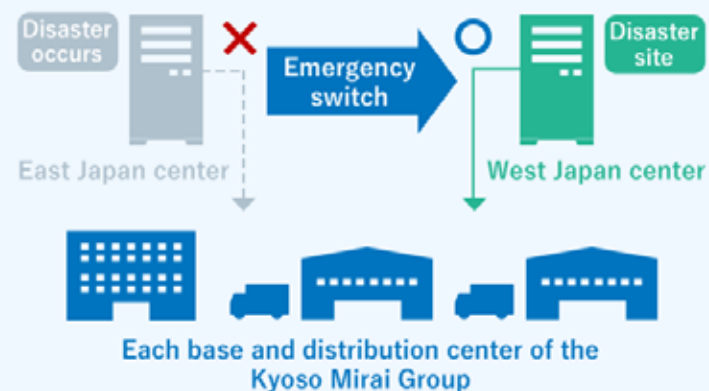 Disaster
occurs
Emergency
switch
Disaster
site
East Japan center
West Japan center
Each base and distribution center of the
Kyoso Mirai Group